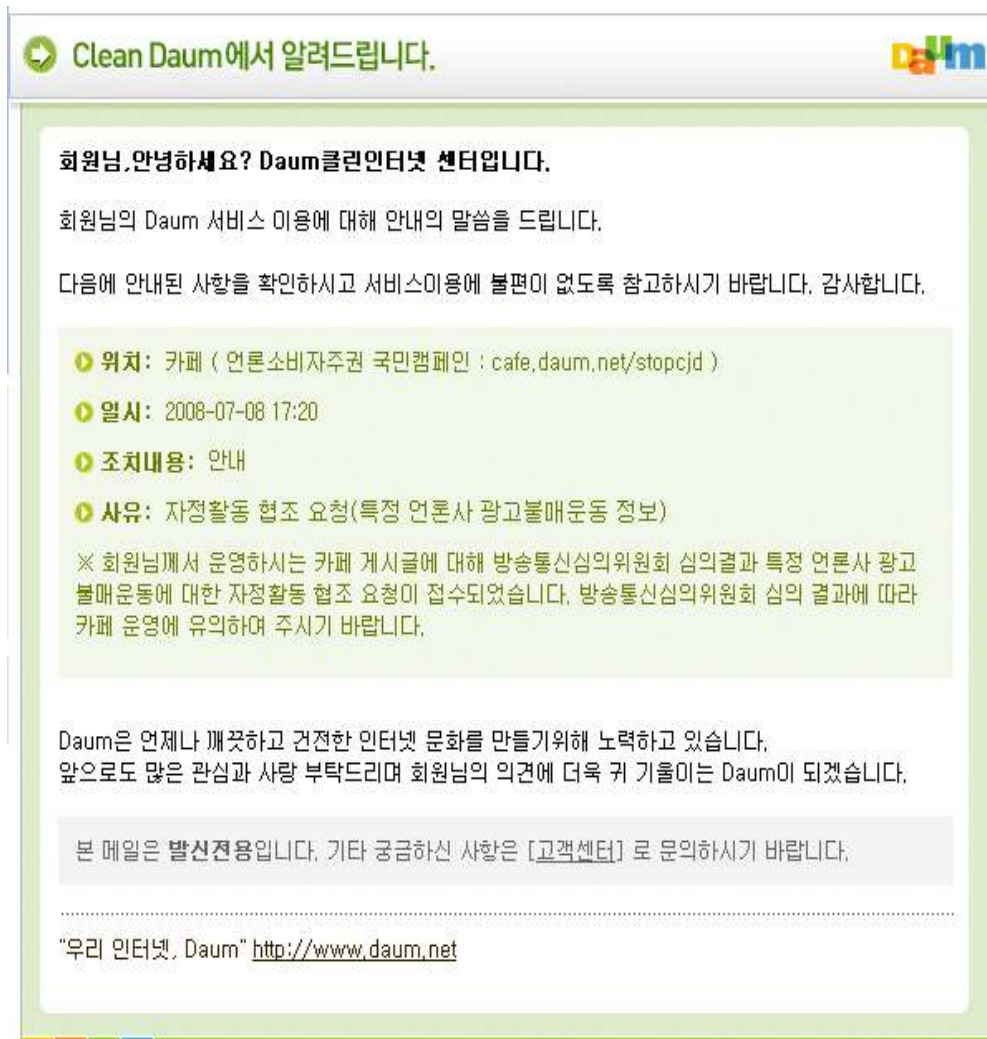 Clean Daum에서 알려드립니다.
Daum
회원님,안녕하세요? Daum클린인터넷 센터입니다.
회원님의 Daum 서비스 이용에 대해 안내의 말씀을 드립니다.
다음에 안내된 사항을 확인하시고 서비스이용에 불편이 없도록 참고하시기 바랍니다. 감사합니다.
위치: 카페 ( 언론소비자주권 국민캠페인 : cafe.daum.net/stopcjd )
일시: 2008-07-08 17:20
조치내용: 안내
사유: 자정활동 협조 요청(특정 언론사 광고불매운동 정보)
※ 회원님께서 운영하시는 카페 게시글에 대해 방송통신심의위원회 심의결과 특정 언론사 광고
불매운동에 대한 자정활동 협조 요청이 접수되었습니다. 방송통신심의위원회 심의 결과에 따라
카페 운영에 유의하여 주시기 바랍니다.
Daum은 언제나 깨끗하고 건전한 인터넷 문화를 만들기위해 노력하고 있습니다.
앞으로도 많은 관심과 사랑 부탁드리며 회원님의 의견에 더욱 귀 기울이는 Daum이 되겠습니다.
본 메일은 발신전용입니다. 기타 궁금하신 사항은 [고객센터] 로 문의하시기 바랍니다.
"우리 인터넷, Daum" http://www.daum.net